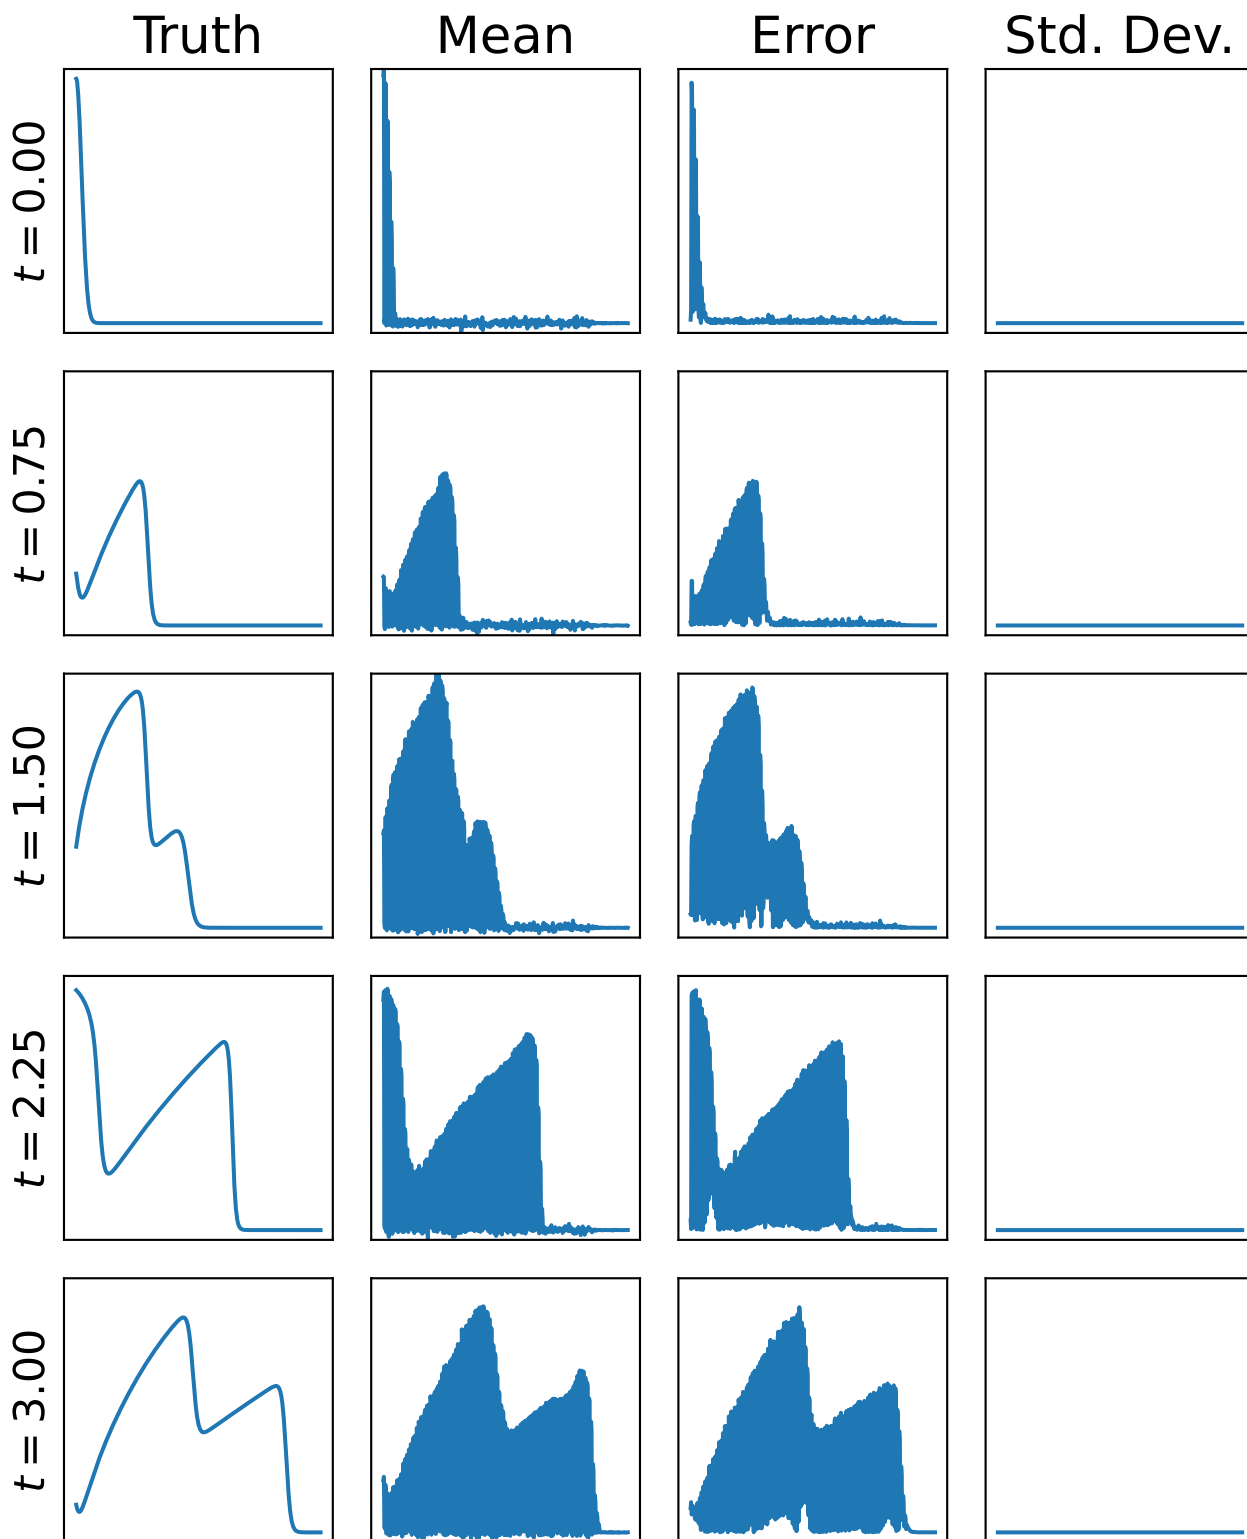 Truth Mean Error Std. Dev.
t = 0.00
t = 0.75
t = 1.50
t = 2.25
t = 3.00